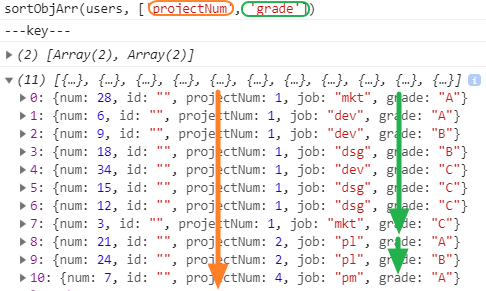 sortObjArr(users, ['projectNum','grade'])
---key---
(2) [Array(2), Array(2)]
(11) [{…}, {…}, {…}, {…}, {…}, {…}, {…}, {…}, {…}, {…}, {…}] i
0: {num: 28, id: "", projectNum: 1, job: "mkt", grade: "A"}
1: {num: 6, id: "", projectNum: 1, job: "dev", grade: "A"}
2: {num: 9, id: "", projectNum: 1, job: "dev", grade: "B"}
3: {num: 18, id: "", projectNum: 1, job: "dsg", grade: "B"}
4: {num: 34, id: "", projectNum: 1, job: "dev", grade: "C"}
5: {num: 15, id: "", projectNum: 1, job: "dsg", grade: "C"}
6: {num: 12, id: "", projectNum: 1, job: "dsg", grade: "C"}
7: {num: 3, id: "", projectNum: 1, job: "mkt", grade: "C"}
8: {num: 21, id: "", projectNum: 2, job: "pl", grade: "A"}
9: {num: 24, id: "", projectNum: 2, job: "pl", grade: "B"}
10: {num: 7, id: "", projectNum: 4, job: "pm", grade: "A"}